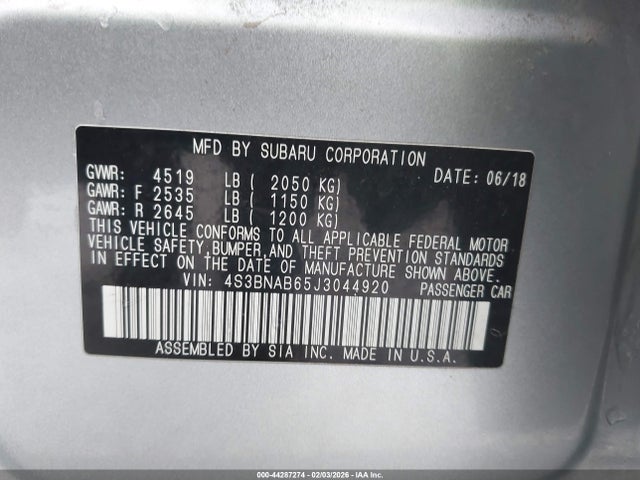 MFD BY SUBARU CORPORATION
GVWR: 4519 LB ( 2050 KG) DATE: 06/18
GAWR: F 2535 LB ( 1150 KG)
GAWR: R 2645 LB ( 1200 KG)
THIS VEHICLE CONFORMS TO ALL APPLICABLE FEDERAL MOTOR
VEHICLE SAFETY,BUMPER,AND THEFT PREVENTION STANDARDS
IN EFFECT ON THE DATE OF MANUFACTURE SHOWN ABOVE.
VIN: 4S3BNAB65J3044920 PASSENGER CAR
ASSEMBLED BY SIA INC. MADE IN U.S.A.
000-44287274 | 02/03/2026 - IAA Inc.